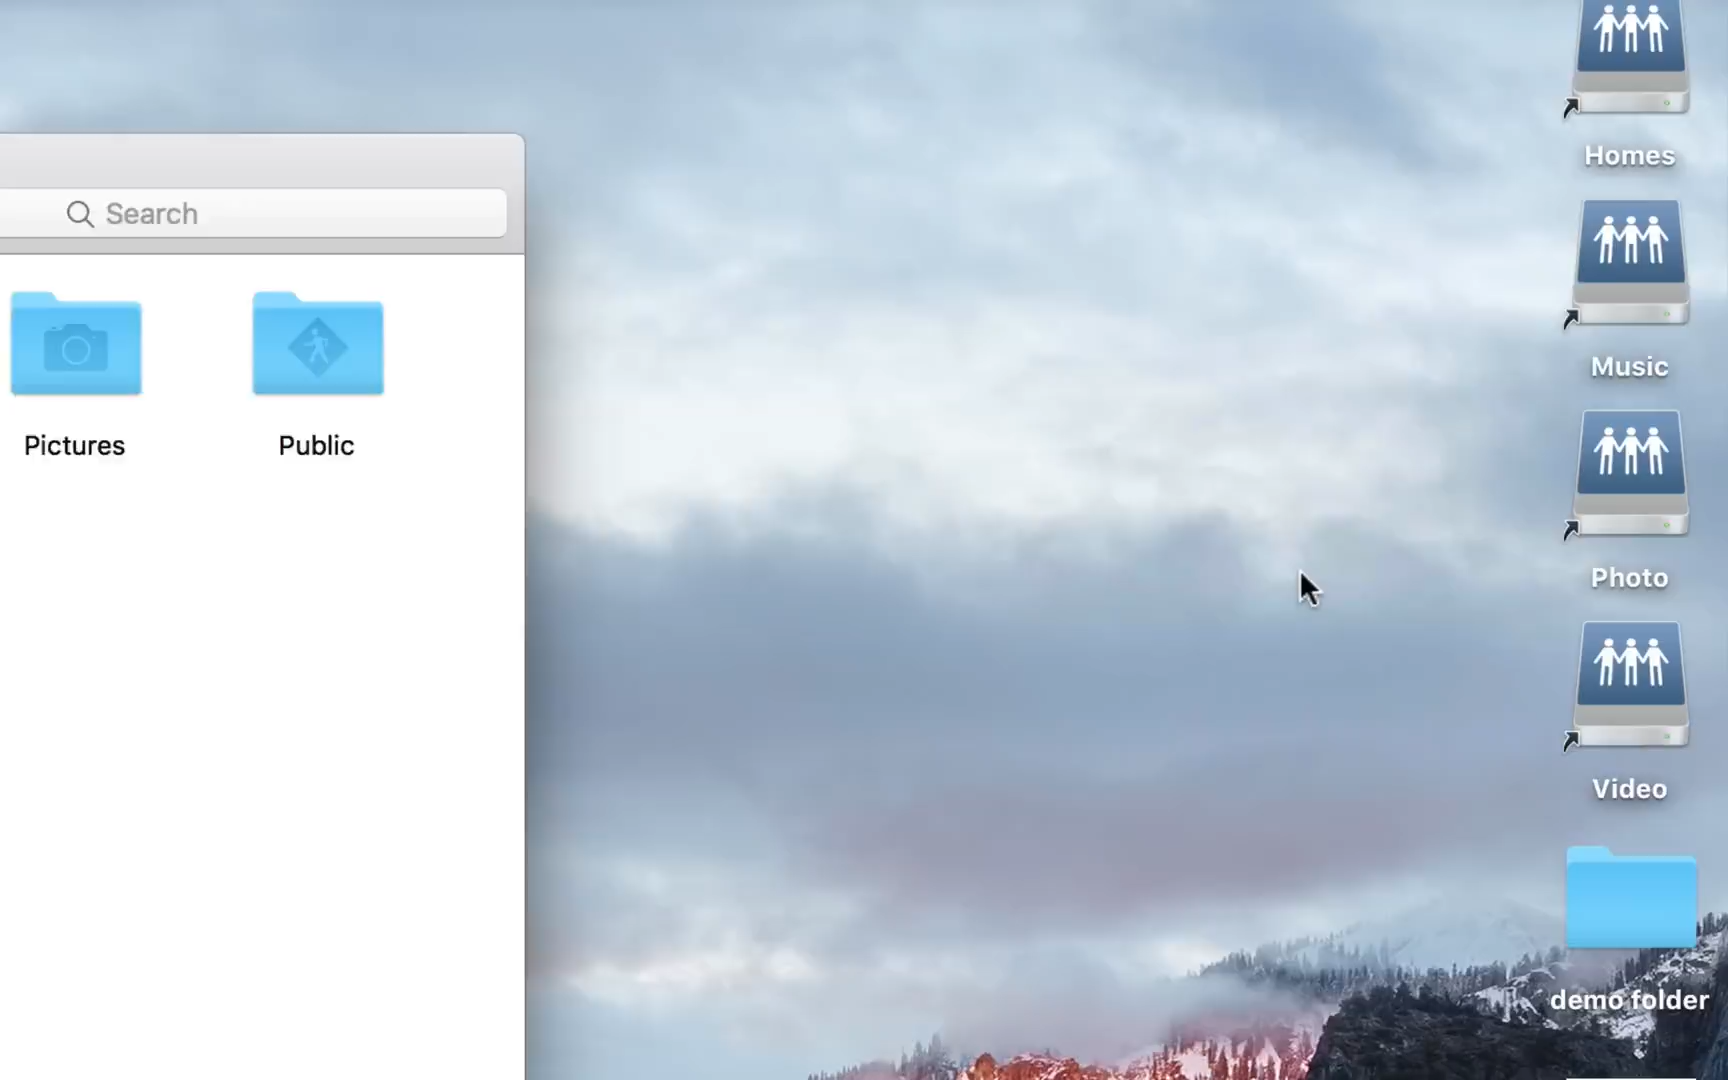 Homes
Search
Music
Pictures
Public
Photo
Video
demo folder